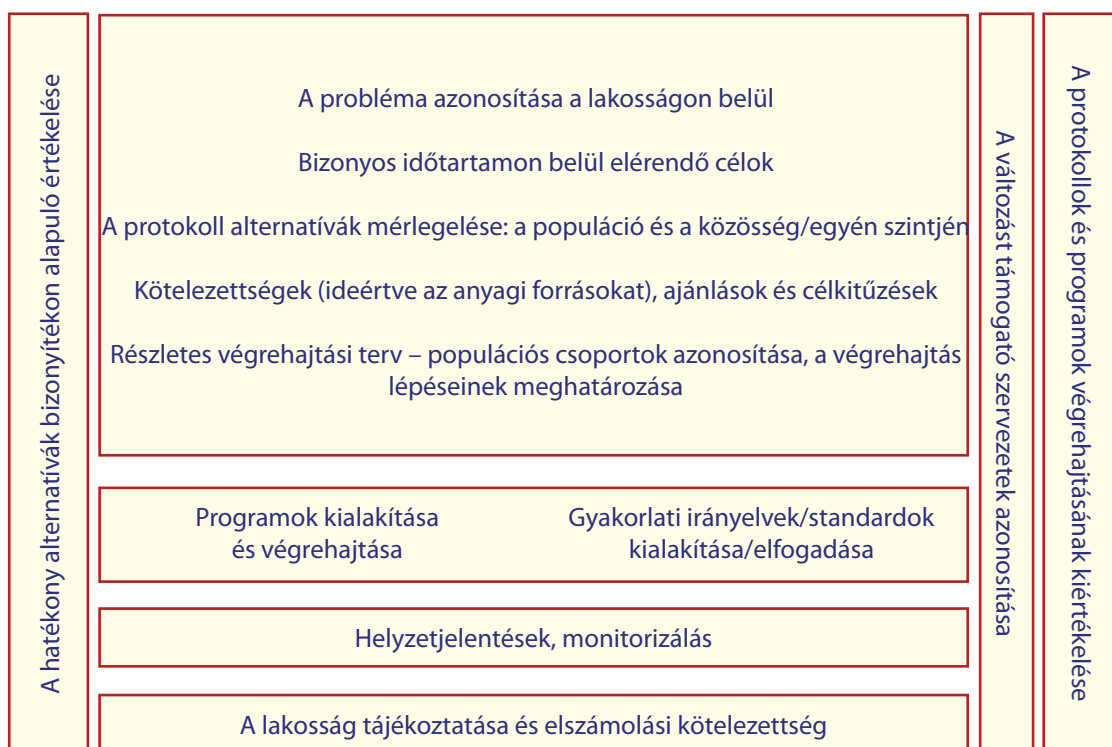 A hatékony alternatívák bizonyítékon alapuló értékelése
A probléma azonosítása a lakosságon belül
Bizonyos időtartamon belül elérendő célok
A protokoll alternatívák mérlegelése: a populáció és a közösség/egyén szintjén
Kötelezettségek (ideértve az anyagi forrásokat), ajánlások és célkitűzések
Részletes végrehajtási terv – populációs csoportok azonosítása, a végrehajtás
lépéseinek meghatározása
Programok kialakítása
és végrehajtása
Gyakorlati irányelvek/standardok
kialakítása/elfogadása
Helyzetjelentések, monitorizálás
A lakosság tájékoztatása és elszámolási kötelezettség
A változást támogató szervezetek azonosítása
A protokollok és programok végrehajtásának kiértékelése